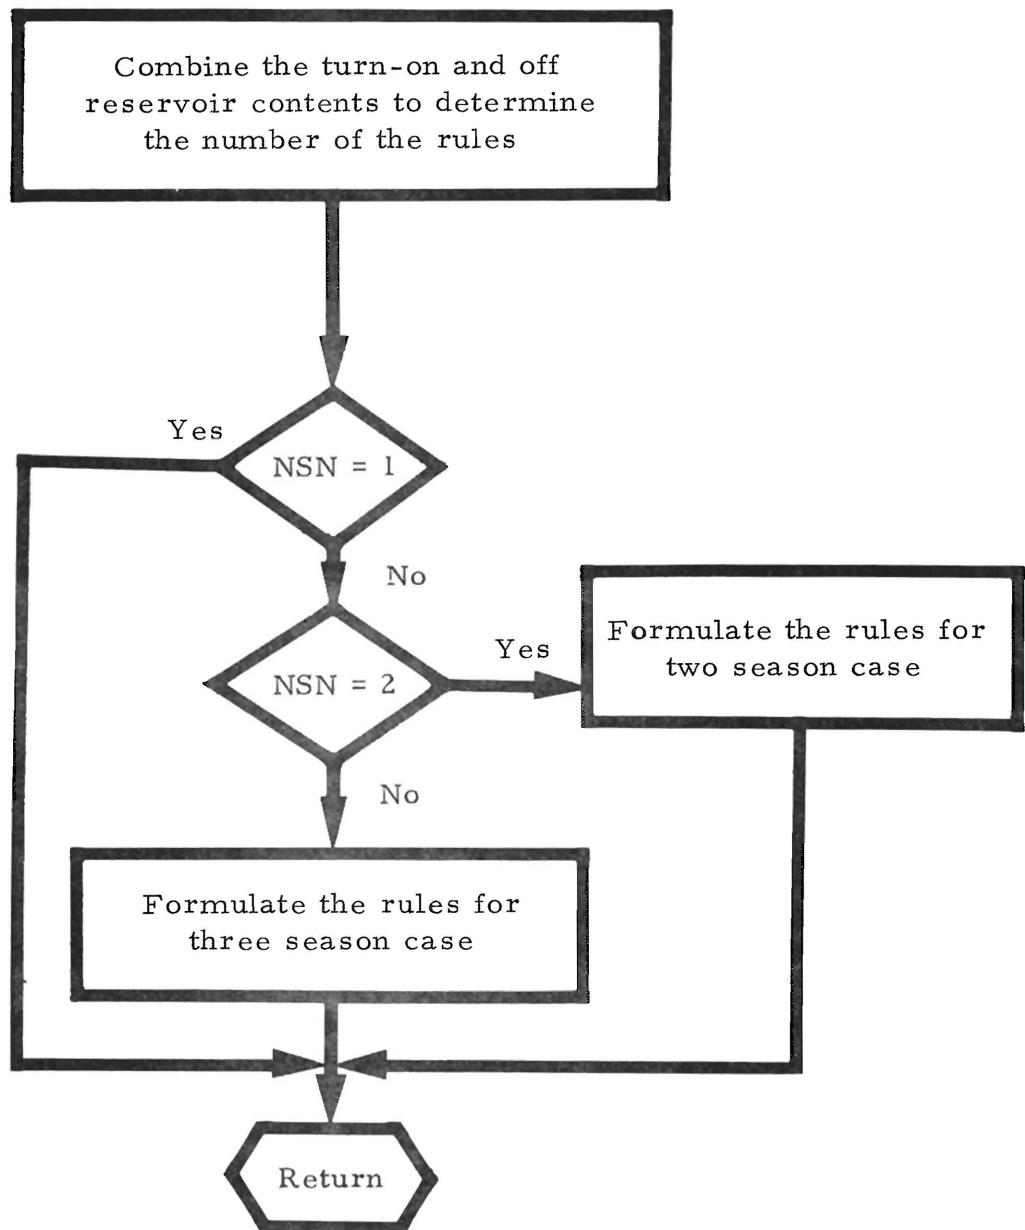 Combine the turn-on and off
reservoir contents to determine
the number of the rules
Yes
NSN = 1
No
NSN = 2
Yes
Formulate the rules for
two season case
No
Formulate the rules for
three season case
Return